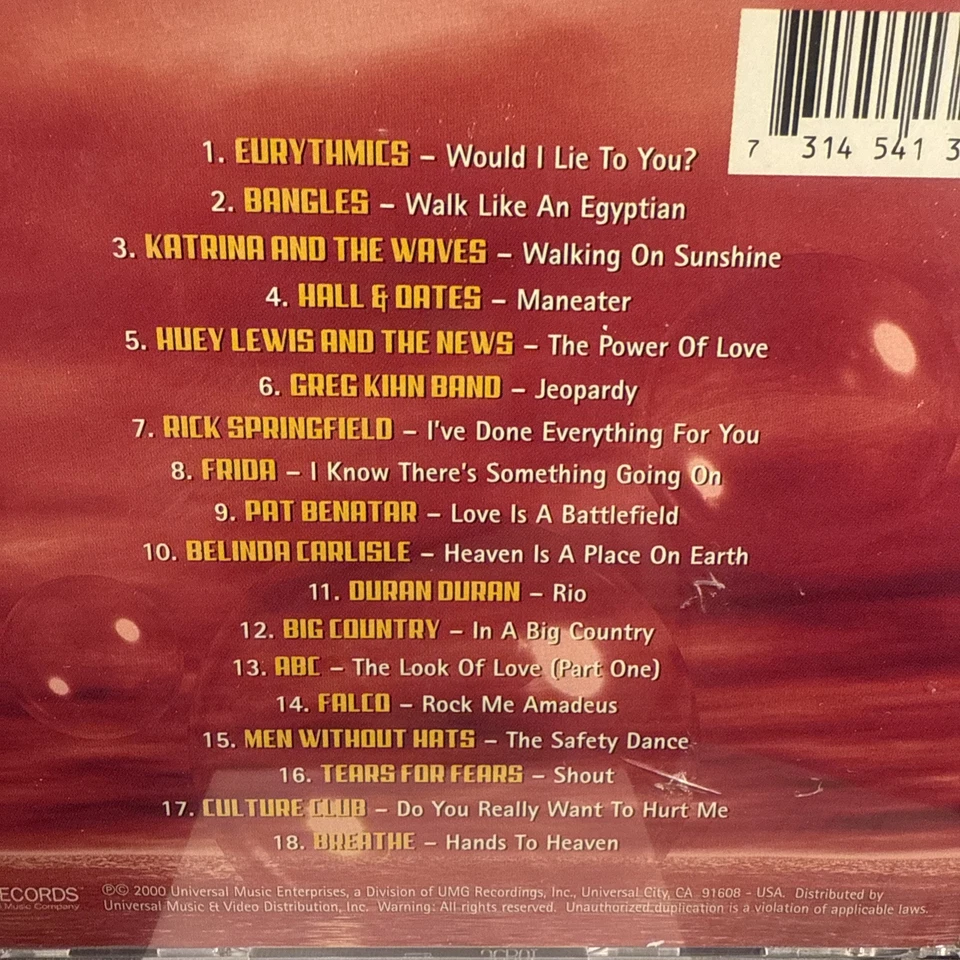 7 314 541 3
1. EURYTHMICS – Would I Lie To You?
2. BANGLES – Walk Like An Egyptian
3. KATRINA AND THE WAVES – Walking On Sunshine
4. HALL & OATES – Maneater
5. HUEY LEWIS AND THE NEWS – The Power Of Love
6. GREG KIHN BAND – Jeopardy
7. RICK SPRINGFIELD – I've Done Everything For You
8. FRIDA – I Know There's Something Going On
9. PAT BENATAR – Love Is A Battlefield
10. BELINDA CARLISLE – Heaven Is A Place On Earth
11. DURAN DURAN – Rio
12. BIG COUNTRY – In A Big Country
13. ABC – The Look Of Love (Part One)
14. FALCO – Rock Me Amadeus
15. MEN WITHOUT HATS – The Safety Dance
16. TEARS FOR FEARS – Shout
17. CULTURE CLUB – Do You Really Want To Hurt Me
18. BREATHE – Hands To Heaven
ECORDS
Music Company
℗© 2000 Universal Music Enterprises, a Division of UMG Recordings, Inc., Universal City, CA 91608 - USA. Distributed by
Universal Music & Video Distribution, Inc. Warning: All rights reserved. Unauthorized duplication is a violation of applicable laws.